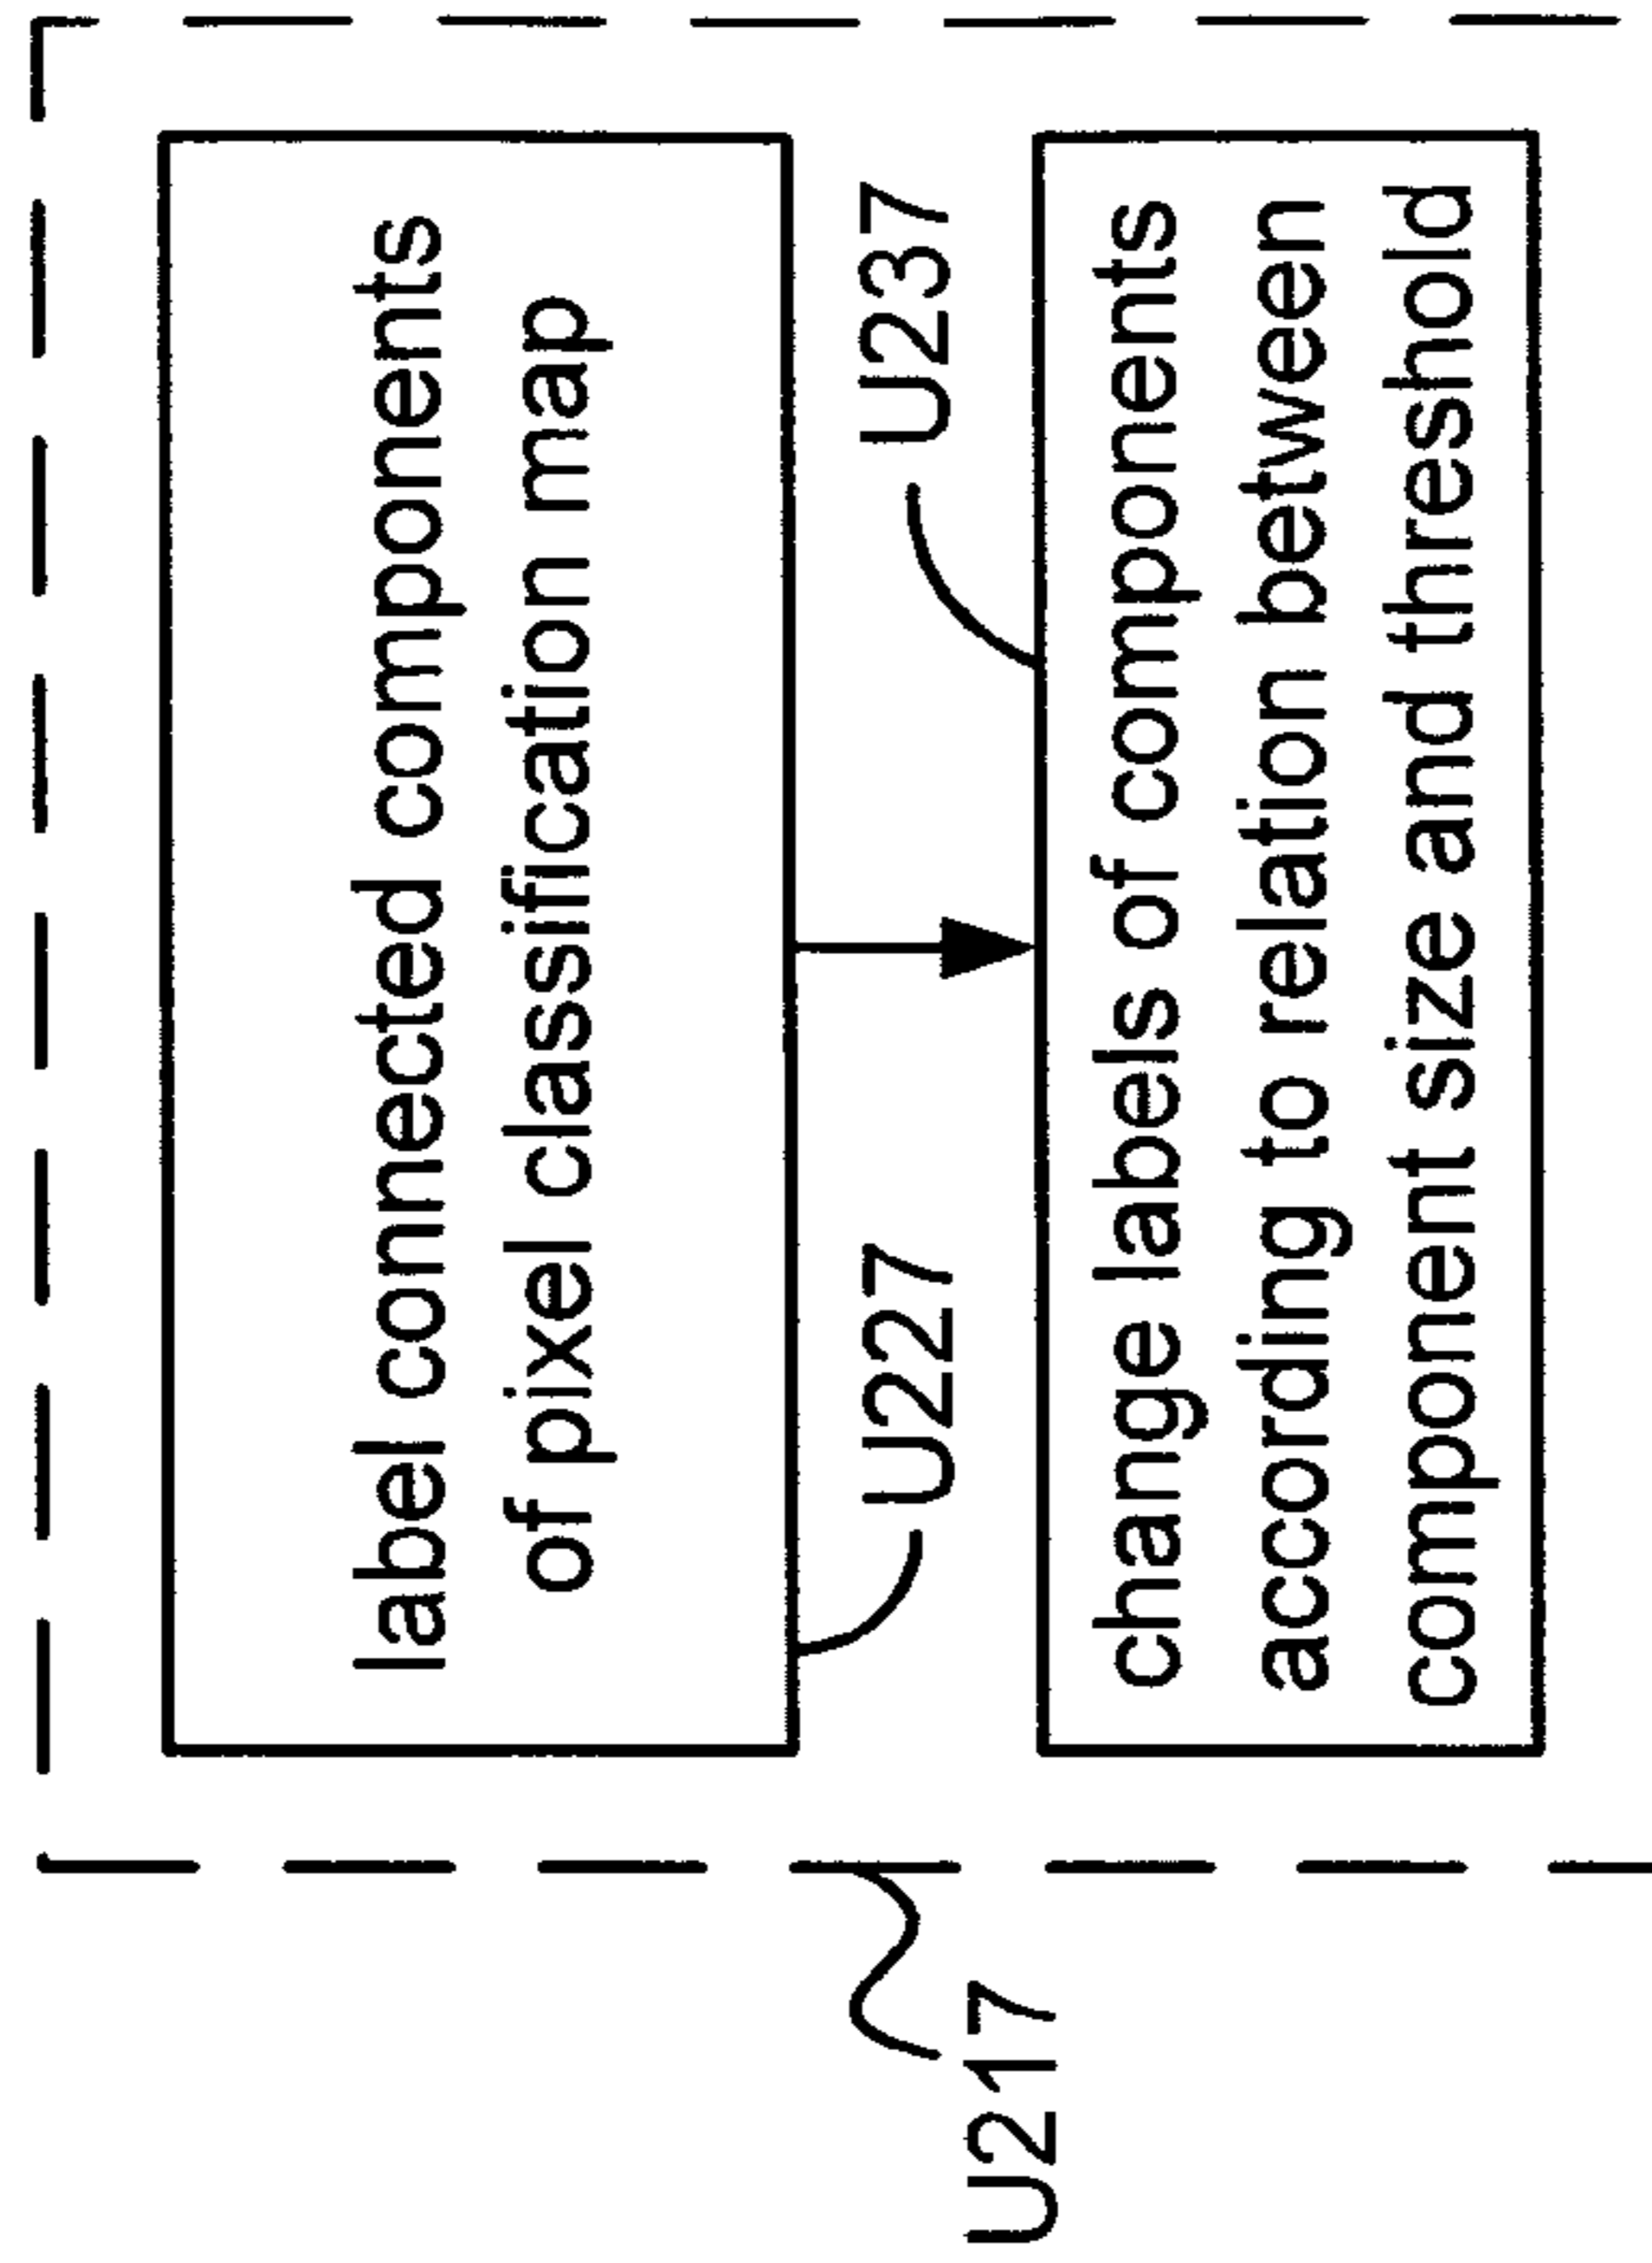 label connected components
of pixel classification map
U227
U237
change labels of components
according to relation between
component size and threshold
U217